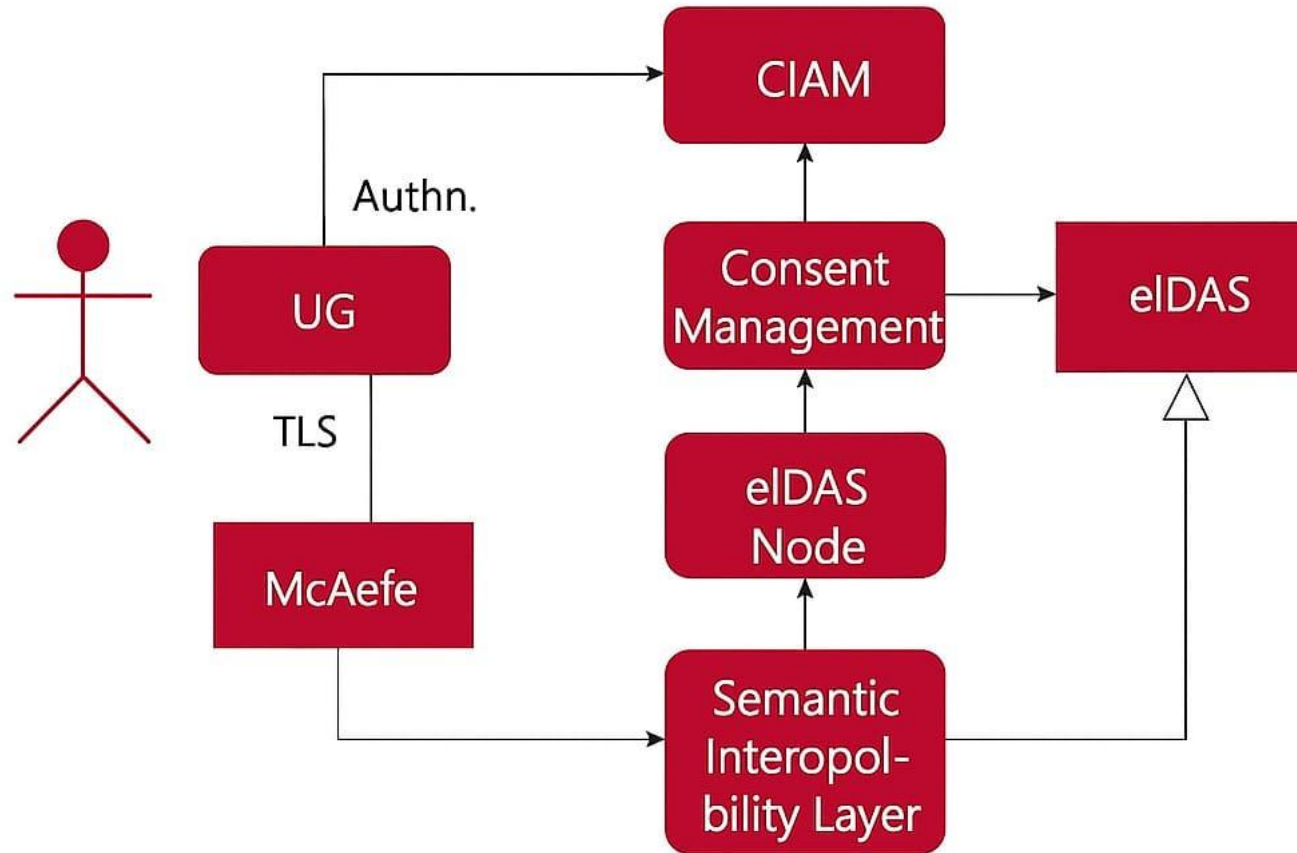 CIAM
Authn.
UG
Consent
Management
eIDAS
TLS
eIDAS
Node
McAefe
Semantic
Interopol-
bility Layer